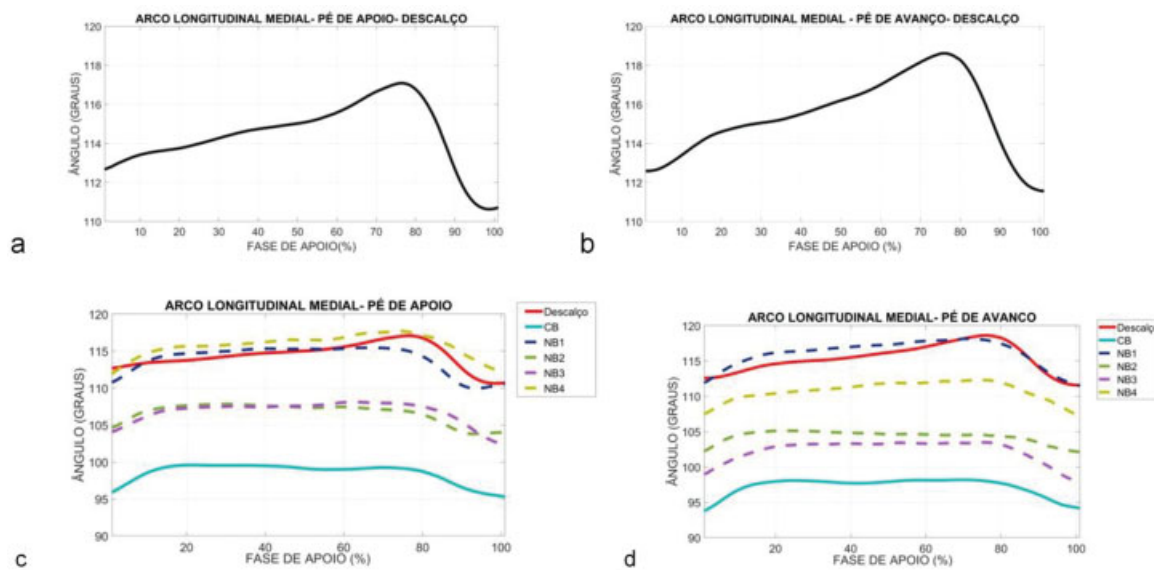 ARCO LONGITUDINAL MEDIAL- PÉ DE APOIO- DESCALÇO
120
118
116
114
112
110
ÂNGULO (GRAUS)
10 20 30 40 50 60 70 80 90 100
FASE DE APOIO(%)
a
ARCO LONGITUDINAL MEDIAL - PÉ DE AVANÇO- DESCALÇO
120
118
116
114
112
110
ÂNGULO (GRAUS)
10 20 30 40 50 60 70 80 90 100
FASE DE APOIO (%)
b
ARCO LONGITUDINAL MEDIAL- PÉ DE APOIO
120
115
110
105
100
95
90
ÂNGULO (GRAUS)
20 40 60 80 100
FASE DE APOIO (%)
Descalço
CB
NB1
NB2
NB3
NB4
c
ARCO LONGITUDINAL MEDIAL- PÉ DE AVANCO
120
115
110
105
100
95
90
ÂNGULO (GRAUS)
20 40 60 80 100
FASE DE APOIO (%)
Descalço
CB
NB1
NB2
NB3
NB4
d